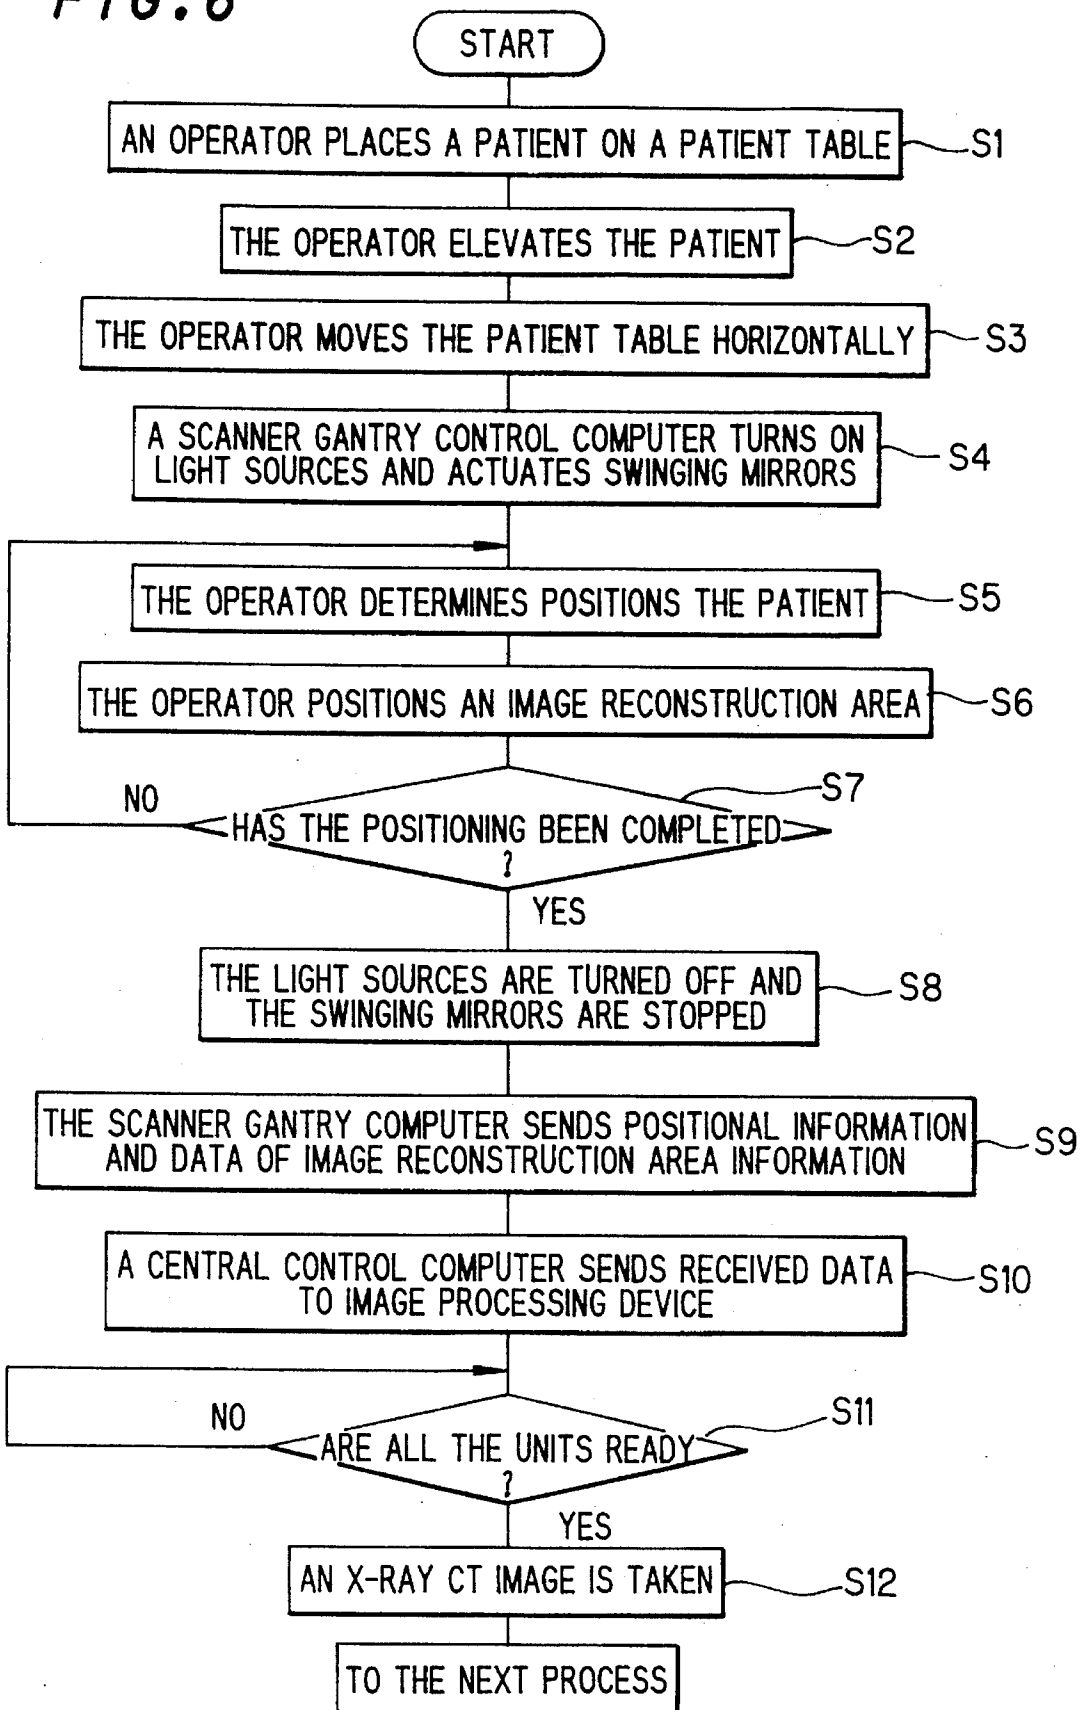 FIG. 6
START
AN OPERATOR PLACES A PATIENT ON A PATIENT TABLE
S1
THE OPERATOR ELEVATES THE PATIENT
S2
THE OPERATOR MOVES THE PATIENT TABLE HORIZONTALLY
S3
A SCANNER GANTRY CONTROL COMPUTER TURNS ON
LIGHT SOURCES AND ACTUATES SWINGING MIRRORS
S4
THE OPERATOR DETERMINES POSITIONS THE PATIENT
S5
THE OPERATOR POSITIONS AN IMAGE RECONSTRUCTION AREA
S6
S7
NO
HAS THE POSITIONING BEEN COMPLETED
?
YES
THE LIGHT SOURCES ARE TURNED OFF AND
THE SWINGING MIRRORS ARE STOPPED
S8
THE SCANNER GANTRY COMPUTER SENDS POSITIONAL INFORMATION
AND DATA OF IMAGE RECONSTRUCTION AREA INFORMATION
S9
A CENTRAL CONTROL COMPUTER SENDS RECEIVED DATA
TO IMAGE PROCESSING DEVICE
S10
NO
S11
ARE ALL THE UNITS READY
?
YES
AN X-RAY CT IMAGE IS TAKEN
S12
TO THE NEXT PROCESS